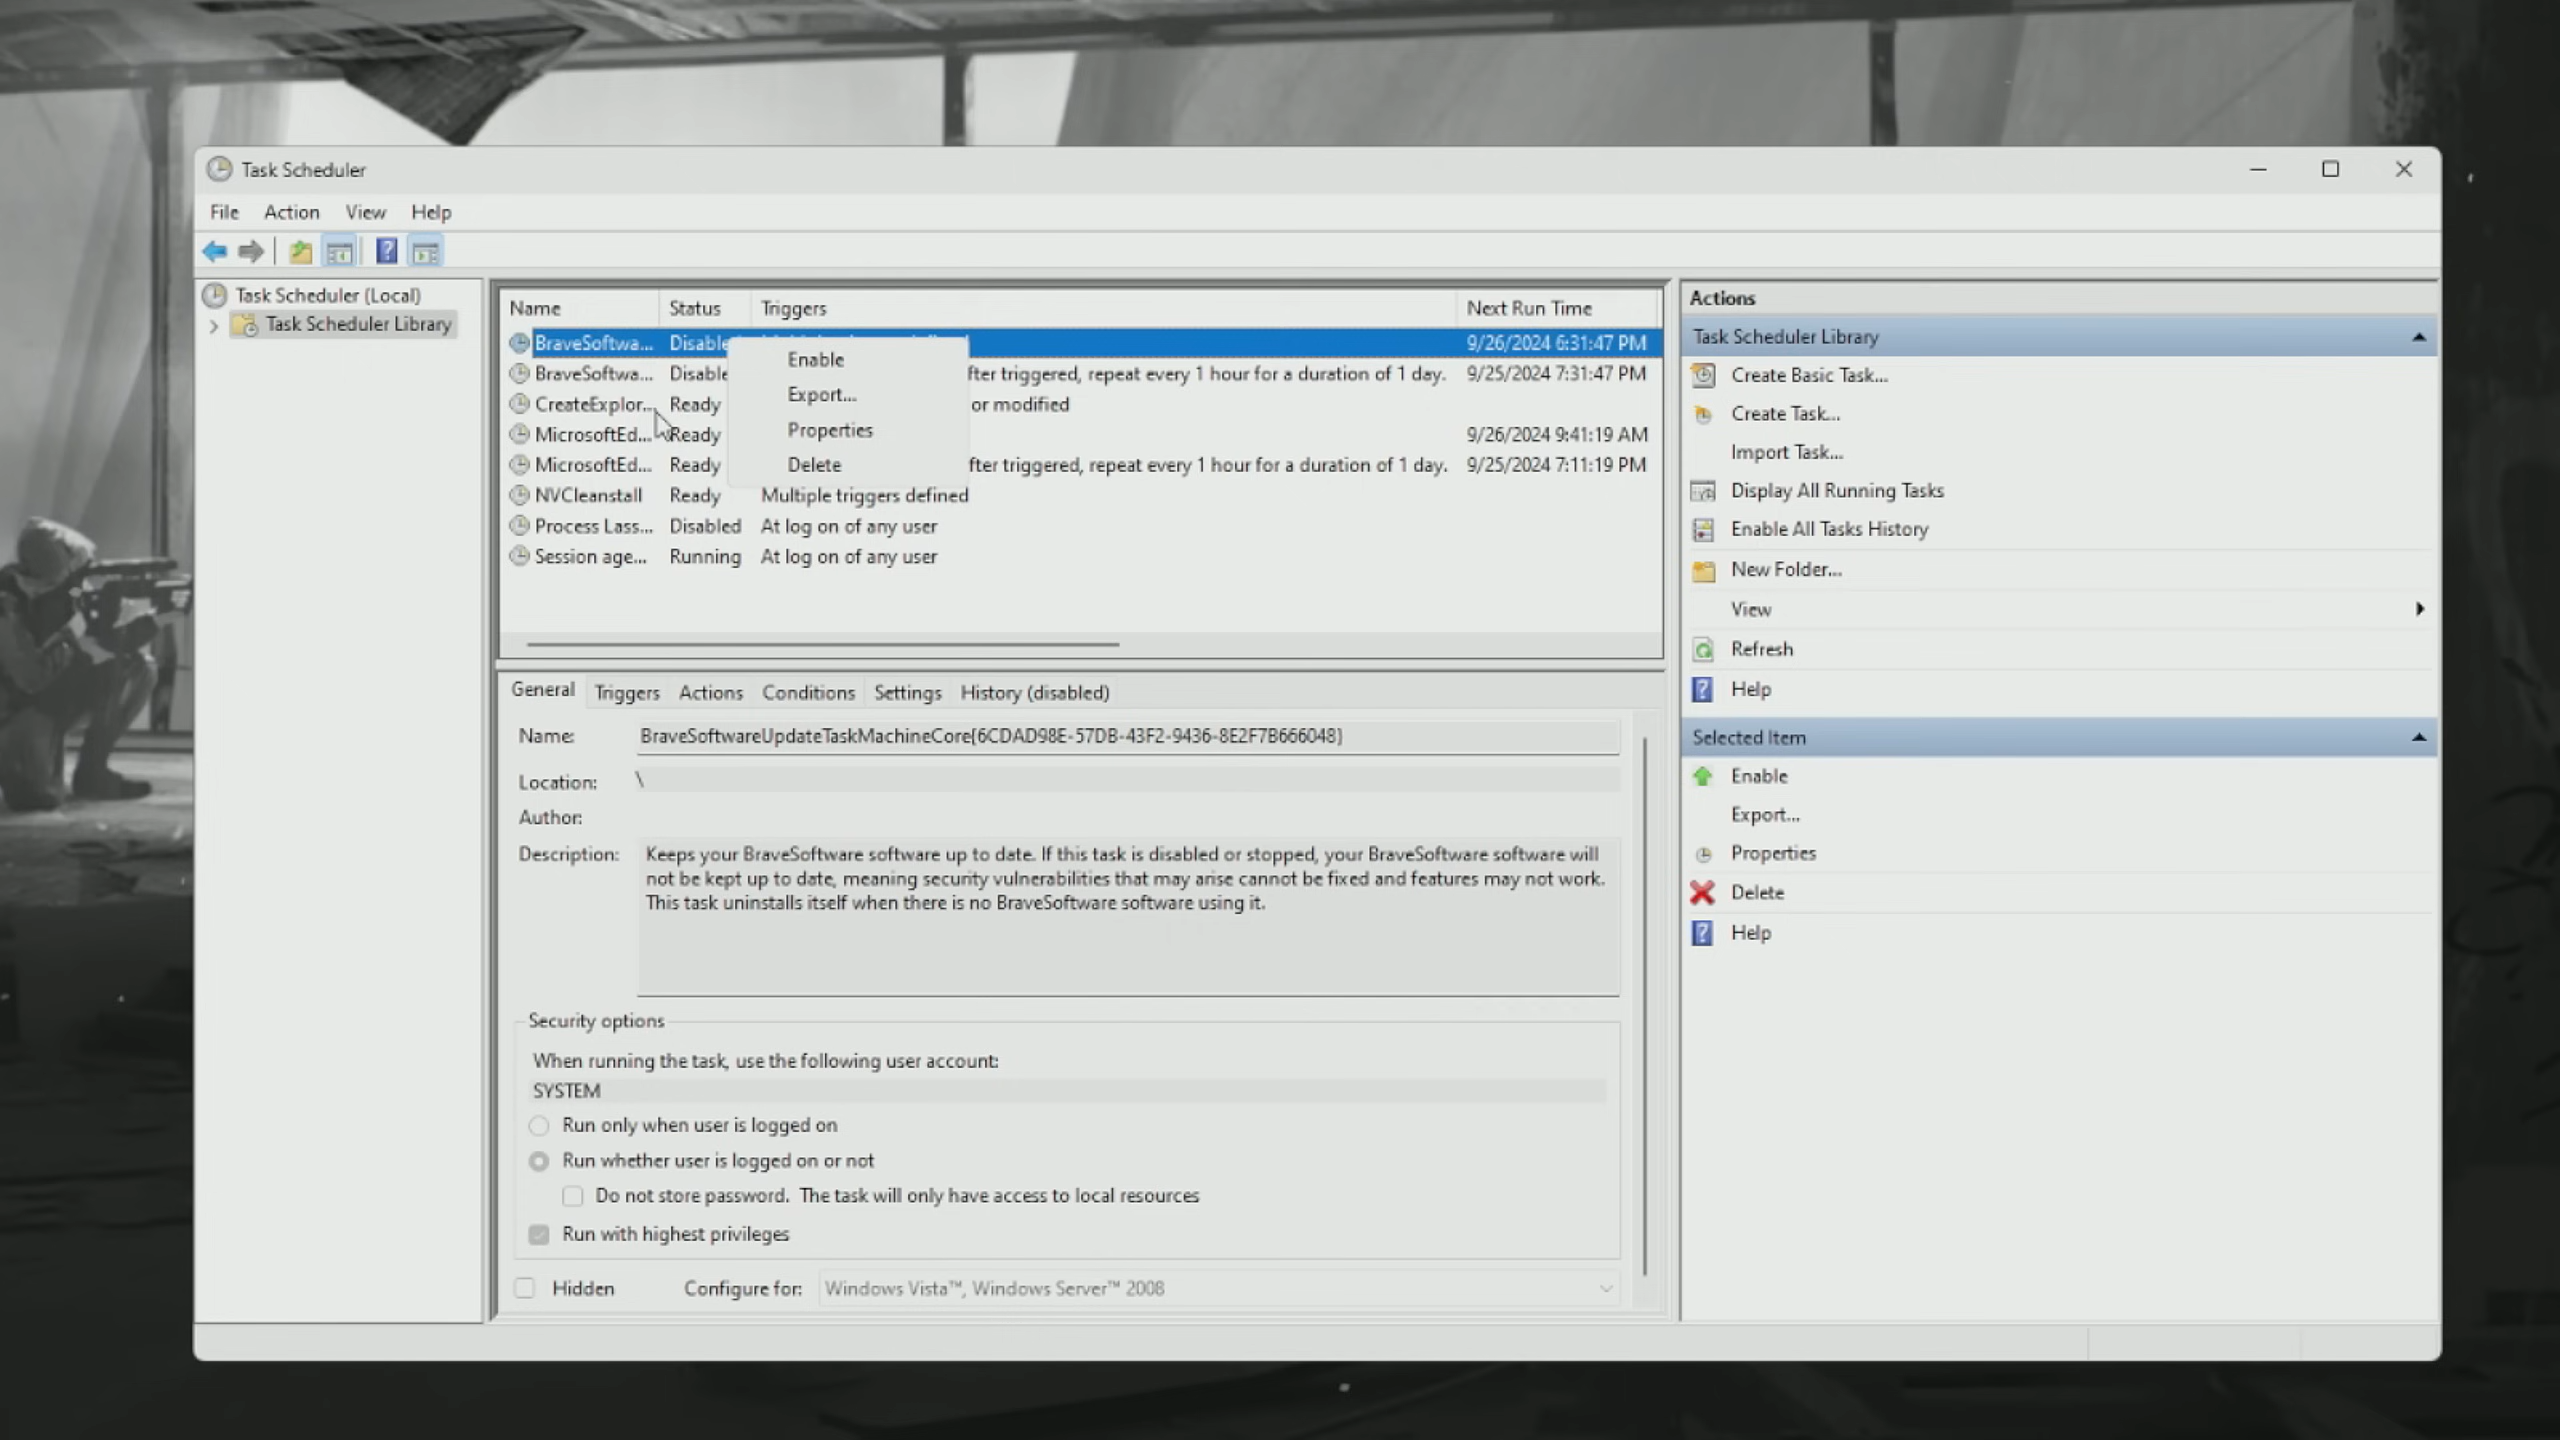 Task Scheduler
File Action View Help
Task Scheduler (Local)
Task Scheduler Library
Name Status Triggers Next Run Time
BraveSoftwa... 9/26/2024 6:31:47 PM
BraveSoftwa... fter triggered, repeat every 1 hour for a duration of 1 day. 9/25/2024 7:31:47 PM
CreateExplor... Ready or modified
MicrosoftEd... Ready 9/26/2024 9:41:19 AM
MicrosoftEd... Ready fter triggered, repeat every 1 hour for a duration of 1 day. 9/25/2024 7:11:19 PM
NVCleanstall Ready Multiple triggers defined
Process Lass... Disabled At log on of any user
Session age... Running At log on of any user
Enable
Export...
Properties
Delete
General Triggers Actions Conditions Settings History (disabled)
Name: BraveSoftwareUpdateTaskMachineCore{6CDAD98E-57DB-43F2-9436-8E2F7B666048}
Location: \
Author:
Description: Keeps your BraveSoftware software up to date. If this task is disabled or stopped, your BraveSoftware software will
not be kept up to date, meaning security vulnerabilities that may arise cannot be fixed and features may not work.
This task uninstalls itself when there is no BraveSoftware software using it.
Security options
When running the task, use the following user account:
SYSTEM
Run only when user is logged on
Run whether user is logged on or not
Do not store password. The task will only have access to local resources
Run with highest privileges
Hidden Configure for: Windows Vista™, Windows Server™ 2008
Actions
Task Scheduler Library
Create Basic Task...
Create Task...
Import Task...
Display All Running Tasks
Enable All Tasks History
New Folder...
View
Refresh
Help
Selected Item
Enable
Export...
Properties
Delete
Help